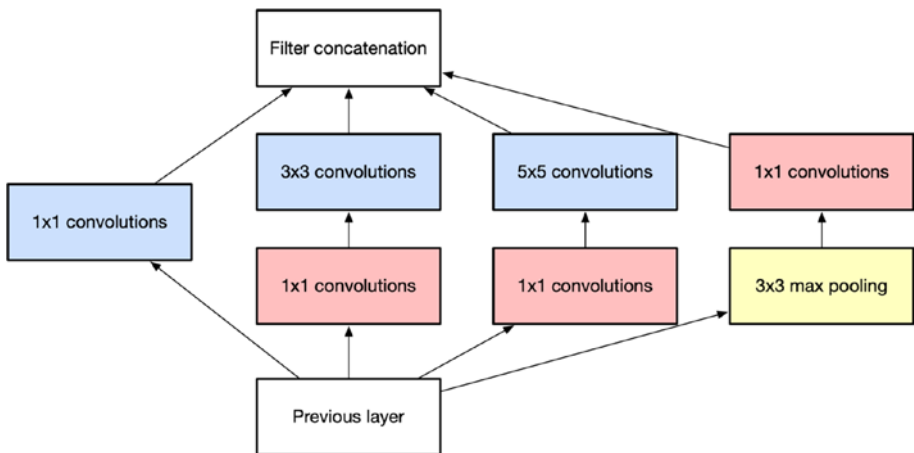 Filter concatenation
3x3 convolutions
5x5 convolutions
1x1 convolutions
1x1 convolutions
1x1 convolutions
1x1 convolutions
3x3 max pooling
Previous layer